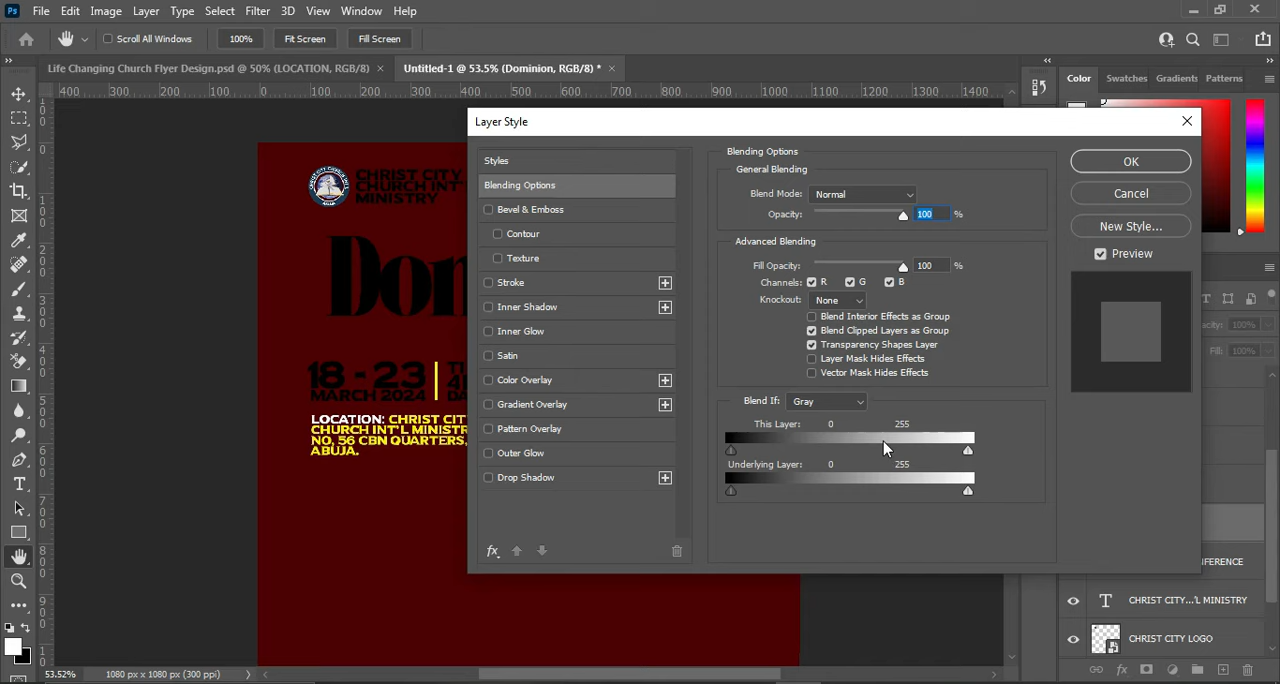 Ps File Edit Image Layer Type Select Filter 3D View Window Help
Scroll All Windows 100% Fit Screen Fill Screen
Life Changing Church Flyer Design.psd @ 50% (LOCATION, RGB/8) × Untitled-1 @ 53.5% (Dominion, RGB/8) * ×
Color Swatches Gradients Patterns
400 300 200 100 0 100 200 300 400 500 600 700 800 900 1000 1100 1200 1300 1400
Layer Style
CHRIST CITY
CHURCH INT'
MINISTRY
Dom
18 - 23
MARCH 2024
LOCATION: CHRIST CIT
CHURCH INT'L MINISTR
NO. 56 CBN QUARTERS,
ABUJA.
Styles
Blending Options
Bevel & Emboss
Contour
Texture
Stroke
Inner Shadow
Inner Glow
Satin
Color Overlay
Gradient Overlay
Pattern Overlay
Outer Glow
Drop Shadow
fx
Blending Options
General Blending
Blend Mode: Normal
Opacity: 100 %
Advanced Blending
Fill Opacity: 100 %
Channels: R G B
Knockout: None
Blend Interior Effects as Group
Blend Clipped Layers as Group
Transparency Shapes Layer
Layer Mask Hides Effects
Vector Mask Hides Effects
Blend If: Gray
This Layer: 0 255
Underlying Layer: 0 255
OK
Cancel
New Style...
Preview
100%
Fill: 100%
FERENCE
CHRIST CITY...'L MINISTRY
CHRIST CITY LOGO
53.52% 1080 px x 1080 px (300 ppi)